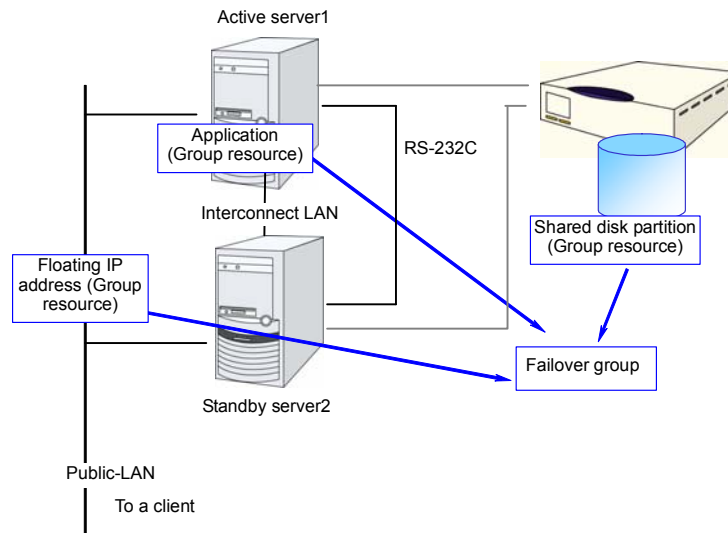 Active server1
Application
(Group resource)
RS-232C
Interconnect LAN
Shared disk partition
(Group resource)
Floating IP
address (Group
resource)
Failover group
Standby server2
Public-LAN
To a client